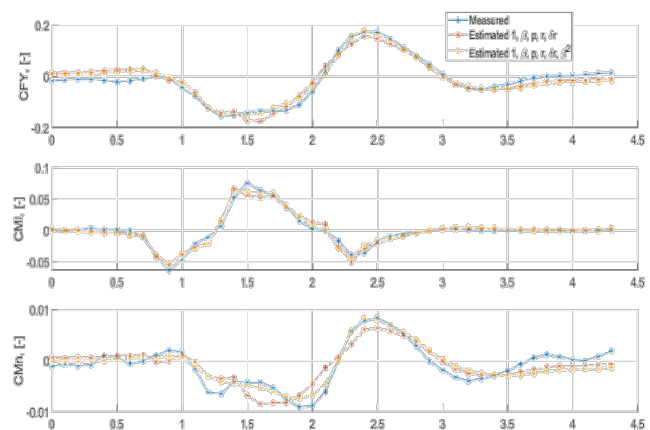 Measured
Estimated 1, β, p, r, δr
Estimated 1, β, p, r, δr, β²
0.2
0
-0.2
CFY, [-]
0 0.5 1 1.5 2 2.5 3 3.5 4 4.5
0.1
0.05
0
-0.05
CMl, [-]
0 0.5 1 1.5 2 2.5 3 3.5 4 4.5
0.01
0
-0.01
CMn, [-]
0 0.5 1 1.5 2 2.5 3 3.5 4 4.5